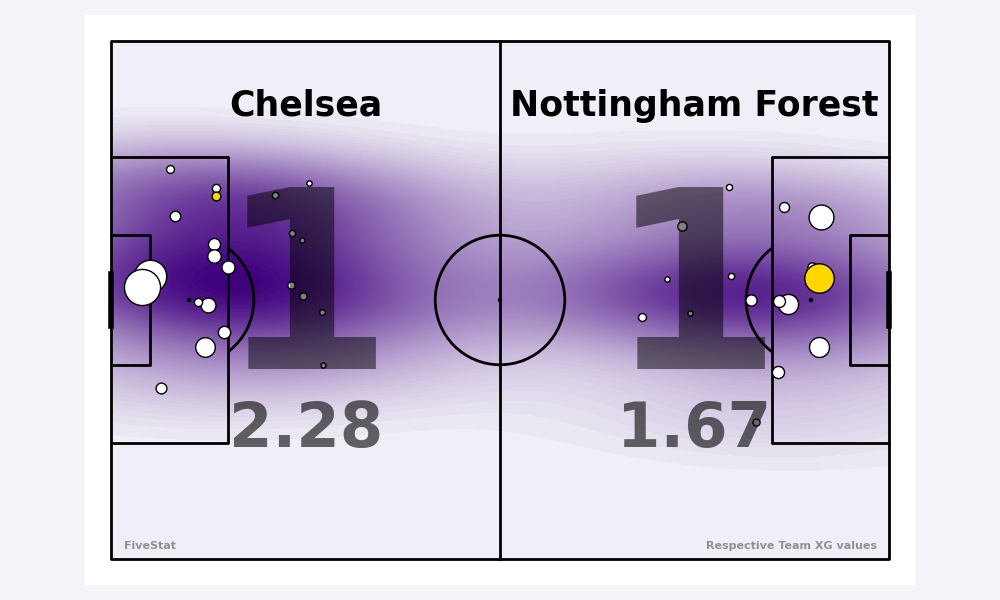 Chelsea
Nottingham Forest
1
1
2.28
1.67
FiveStat
Respective Team XG values